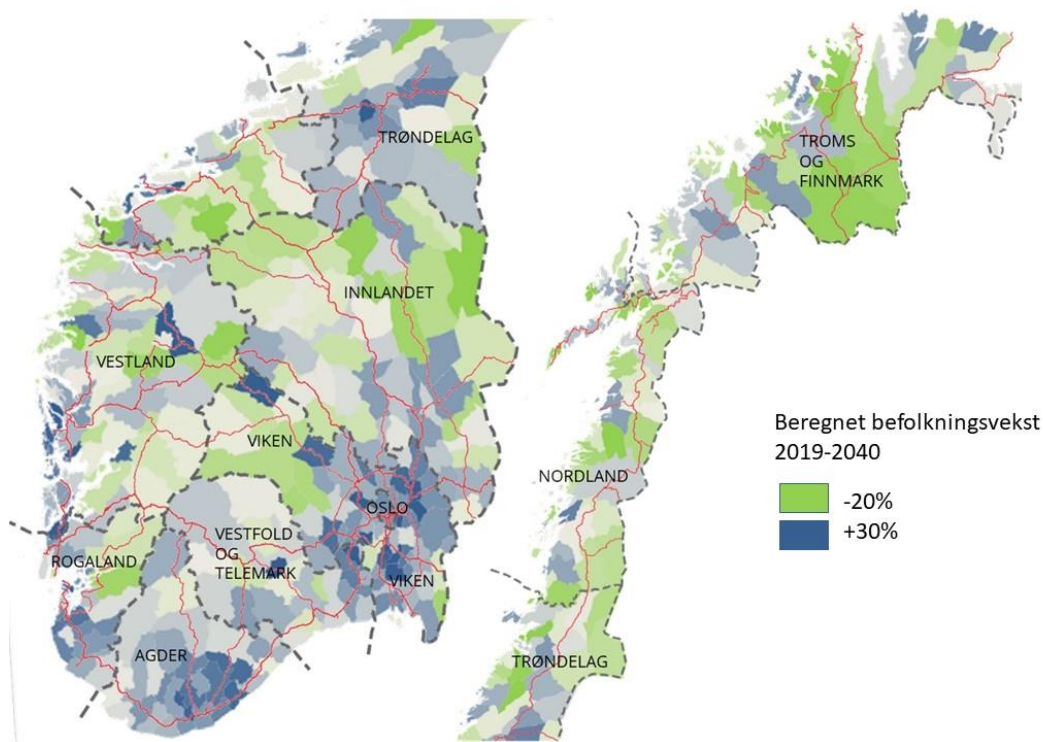 TRØNDELAG
INNLANDET
VESTLAND
VIKEN
OSLO
ROGALAND
VESTFOLD
OG
TELEMARK
VIKEN
AGDER
TROMS
OG
FINNMARK
NORDLAND
TRØNDELAG
Beregnet befolkningsvekst
2019-2040
-20%
+30%